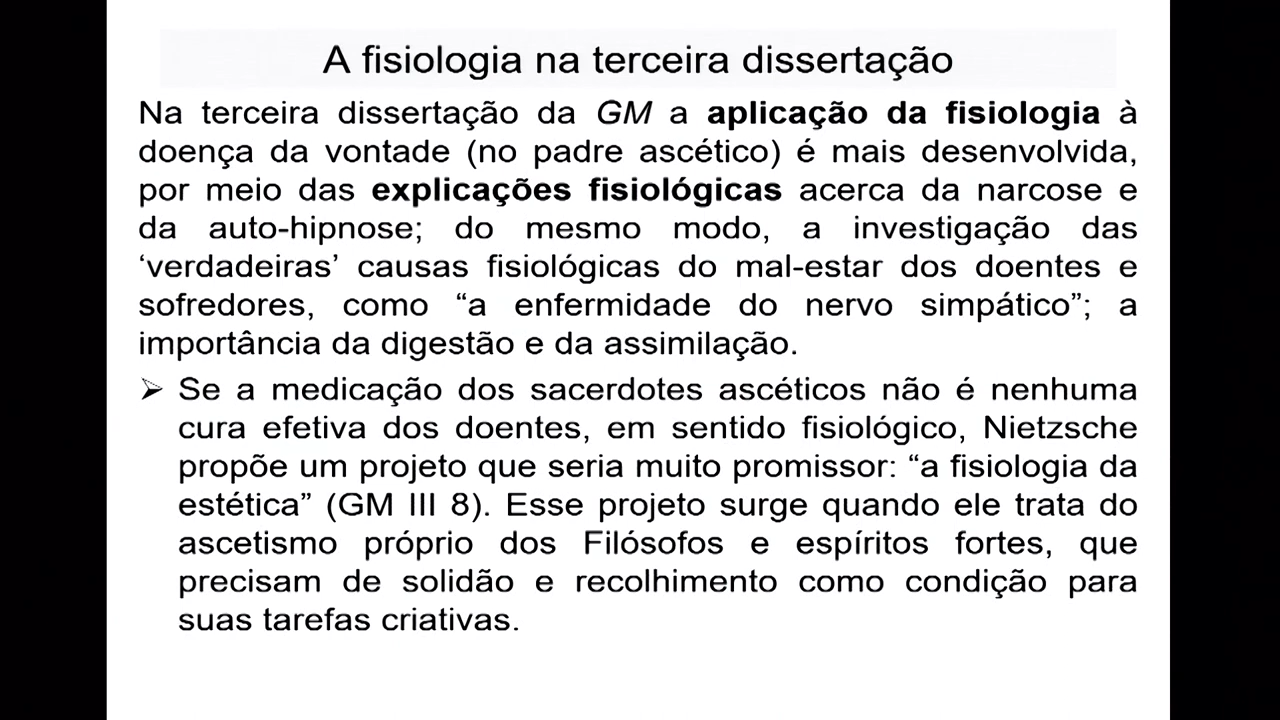 A fisiologia na terceira dissertação
Na terceira dissertação da GM a aplicação da fisiologia à
doença da vontade (no padre ascético) é mais desenvolvida,
por meio das explicações fisiológicas acerca da narcose e
da auto-hipnose; do mesmo modo, a investigação das
‘verdadeiras’ causas fisiológicas do mal-estar dos doentes e
sofredores, como “a enfermidade do nervo simpático”; a
importância da digestão e da assimilação.
➢ Se a medicação dos sacerdotes ascéticos não é nenhuma
cura efetiva dos doentes, em sentido fisiológico, Nietzsche
propõe um projeto que seria muito promissor: “a fisiologia da
estética” (GM III 8). Esse projeto surge quando ele trata do
ascetismo próprio dos Filósofos e espíritos fortes, que
precisam de solidão e recolhimento como condição para
suas tarefas criativas.